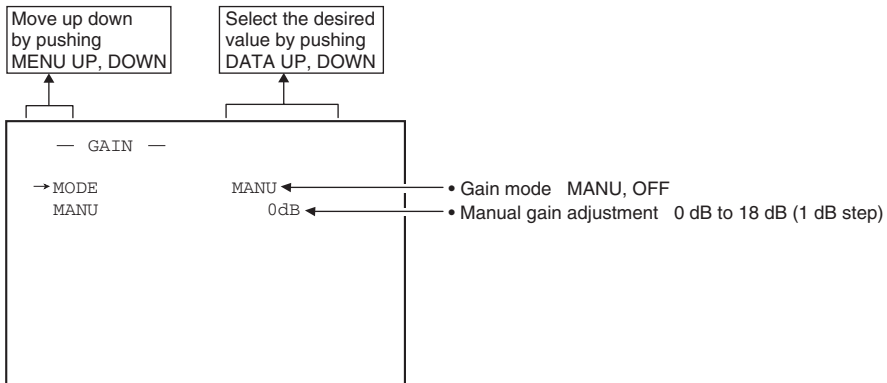 Move up down
by pushing
MENU UP, DOWN
Select the desired
value by pushing
DATA UP, DOWN
— GAIN —
→MODE MANU
MANU 0dB
• Gain mode MANU, OFF
• Manual gain adjustment 0 dB to 18 dB (1 dB step)